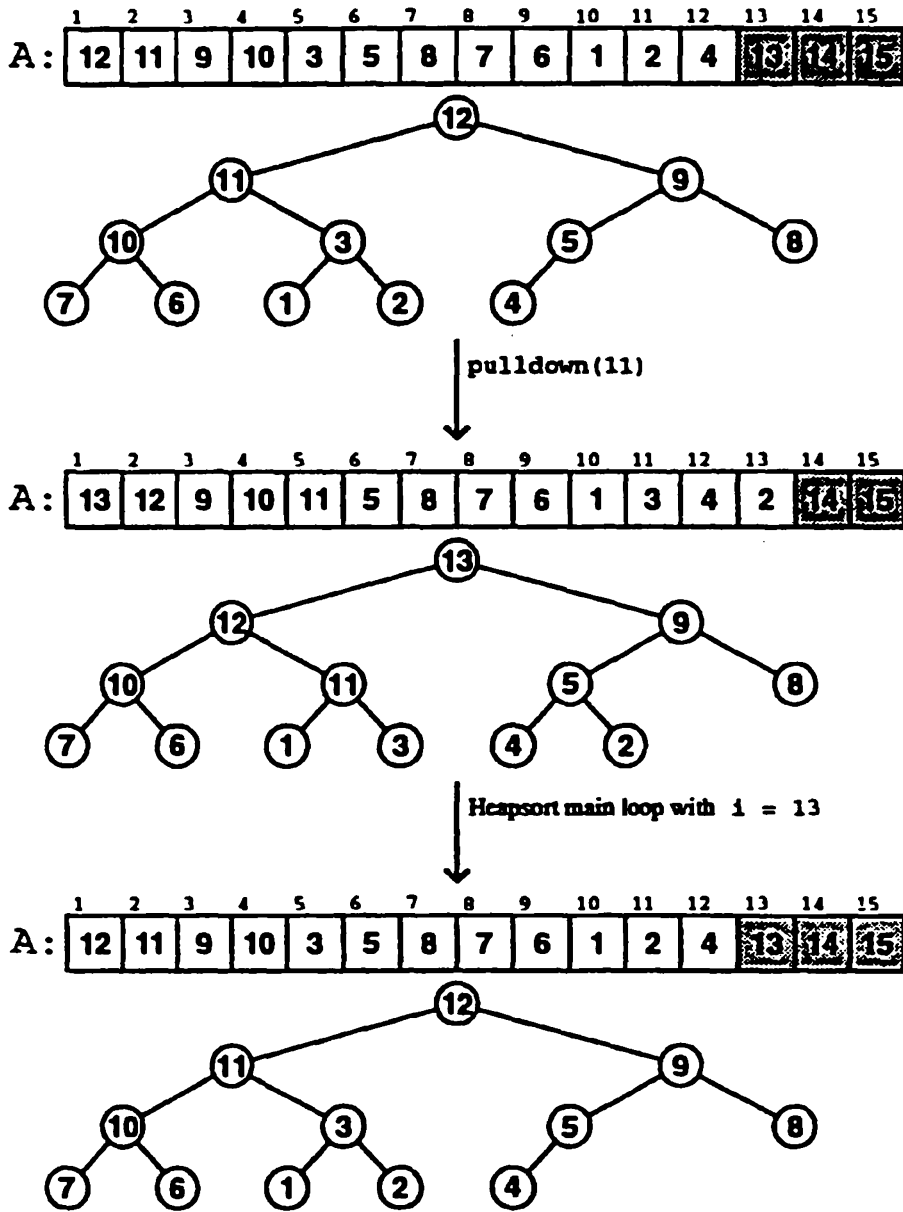 1 2 3 4 5 6 7 8 9 10 11 12 13 14 15
A: 12 11 9 10 3 5 8 7 6 1 2 4 13 14 15
12
11 9
10 3 5 8
7 6 1 2 4
pulldown(11)
1 2 3 4 5 6 7 8 9 10 11 12 13 14 15
A: 13 12 9 10 11 5 8 7 6 1 3 4 2 14 15
13
12 9
10 11 5 8
7 6 1 3 4 2
Heapsort main loop with i = 13
1 2 3 4 5 6 7 8 9 10 11 12 13 14 15
A: 12 11 9 10 3 5 8 7 6 1 2 4 13 14 15
12
11 9
10 3 5 8
7 6 1 2 4